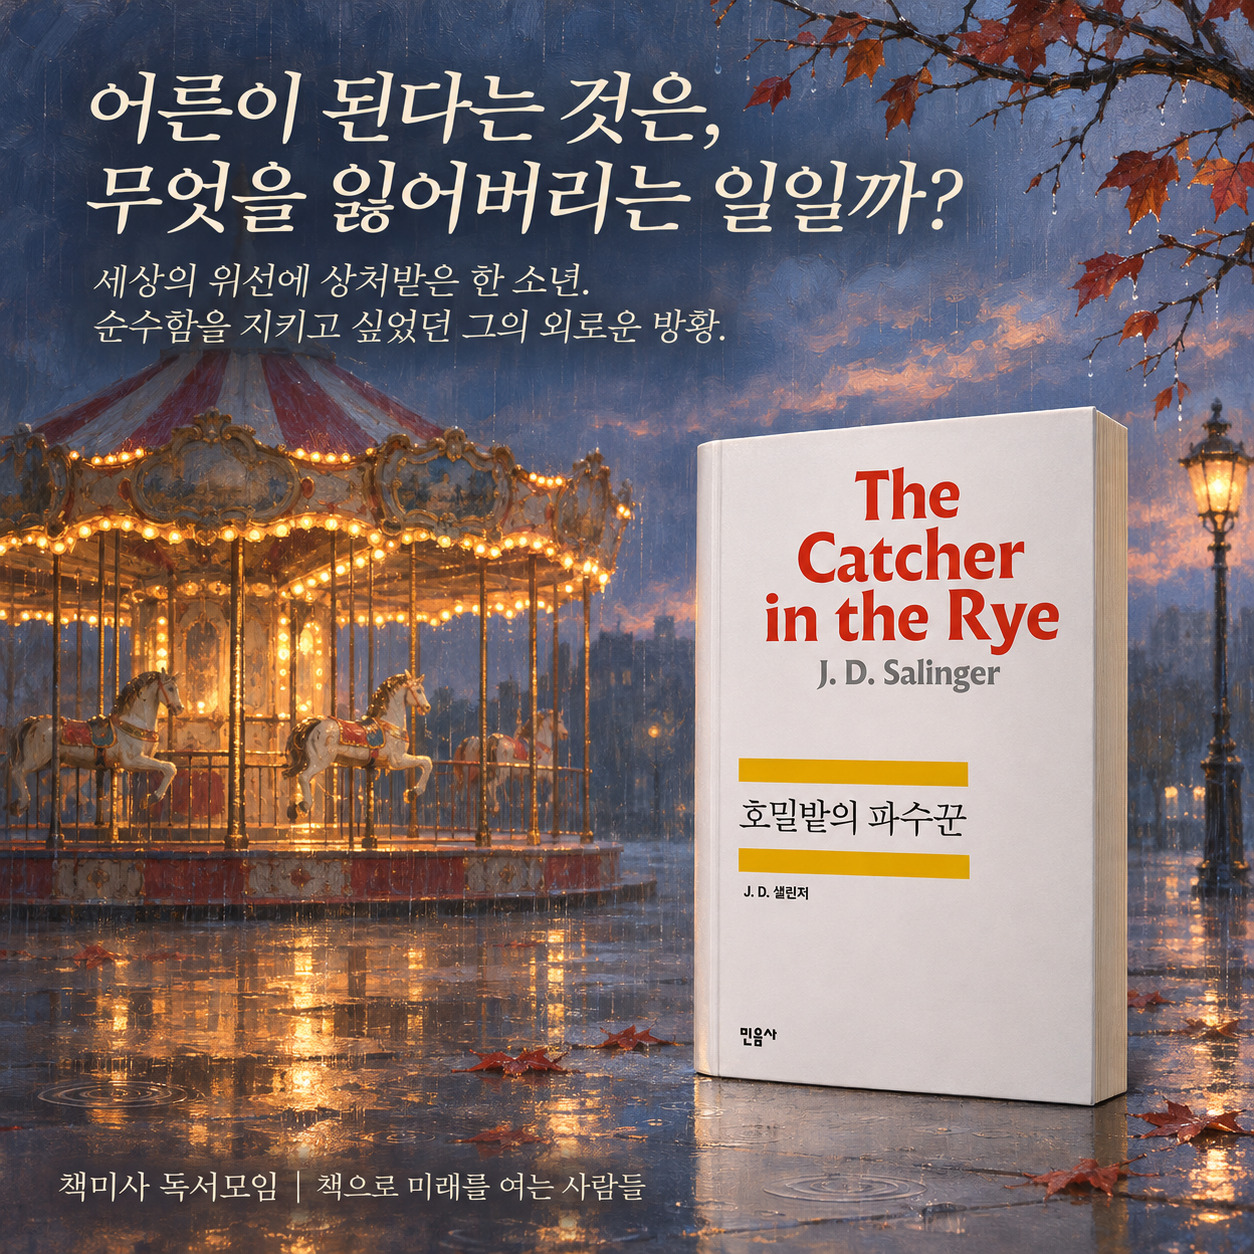 어른이 된다는 것은,
무엇을 잃어버리는 일일까?
세상의 위선에 상처받은 한 소년.
순수함을 지키고 싶었던 그의 외로운 방황.
The
Catcher
in the Rye
J. D. Salinger
호밀밭의 파수꾼
J. D. 샐린저
민음사
책미사 독서모임 | 책으로 미래를 여는 사람들